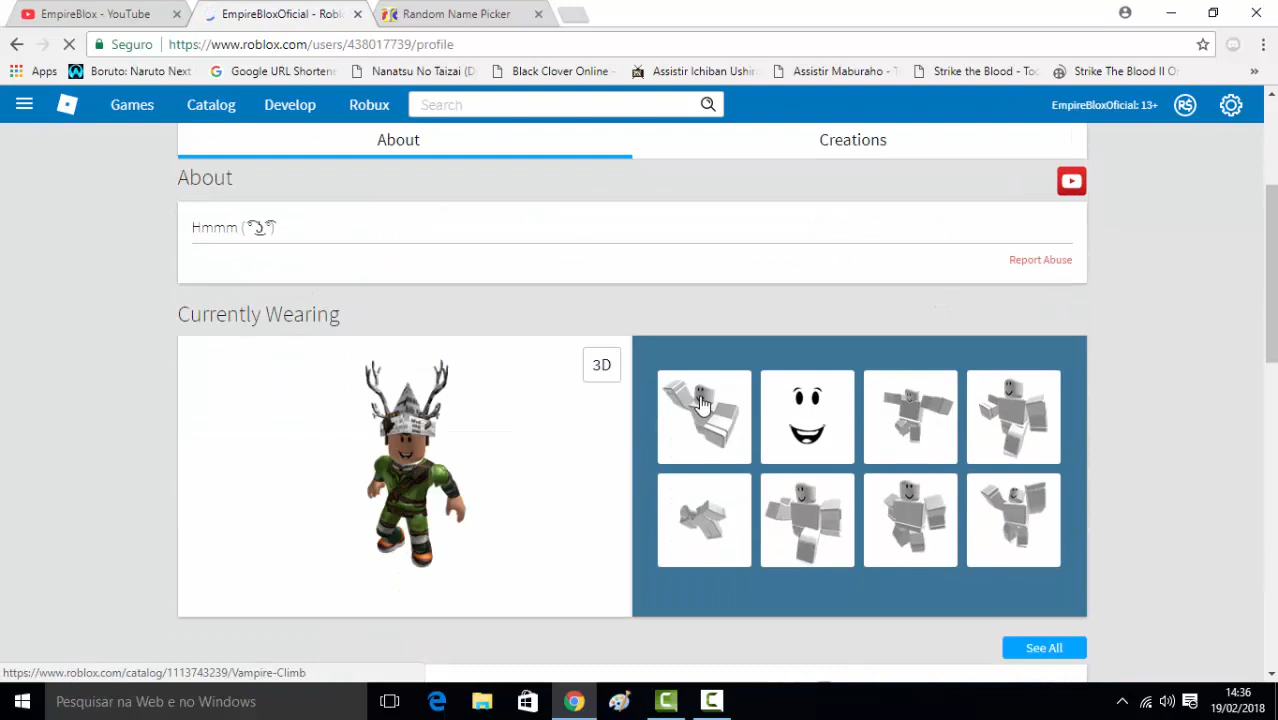 EmpireBlox - YouTube
EmpireBloxOficial - Robl
Random Name Picker
Seguro
https://www.roblox.com/users/438017739/profile
Apps
Boruto: Naruto Next
Google URL Shortene
Nanatsu No Taizai (D
Black Clover Online -
Assistir Ichiban Ushir
Assistir Maburaho - T
Strike the Blood - To
Strike The Blood II O
»
Games
Catalog
Develop
Robux
Search
EmpireBloxOficial: 13+
R$
About
Creations
About
Hmmm ( ͡° ͜ʖ ͡°)
Report Abuse
Currently Wearing
3D
See All
https://www.roblox.com/catalog/1113743239/Vampire-Climb
Pesquisar na Web e no Windows
14:36
19/02/2018